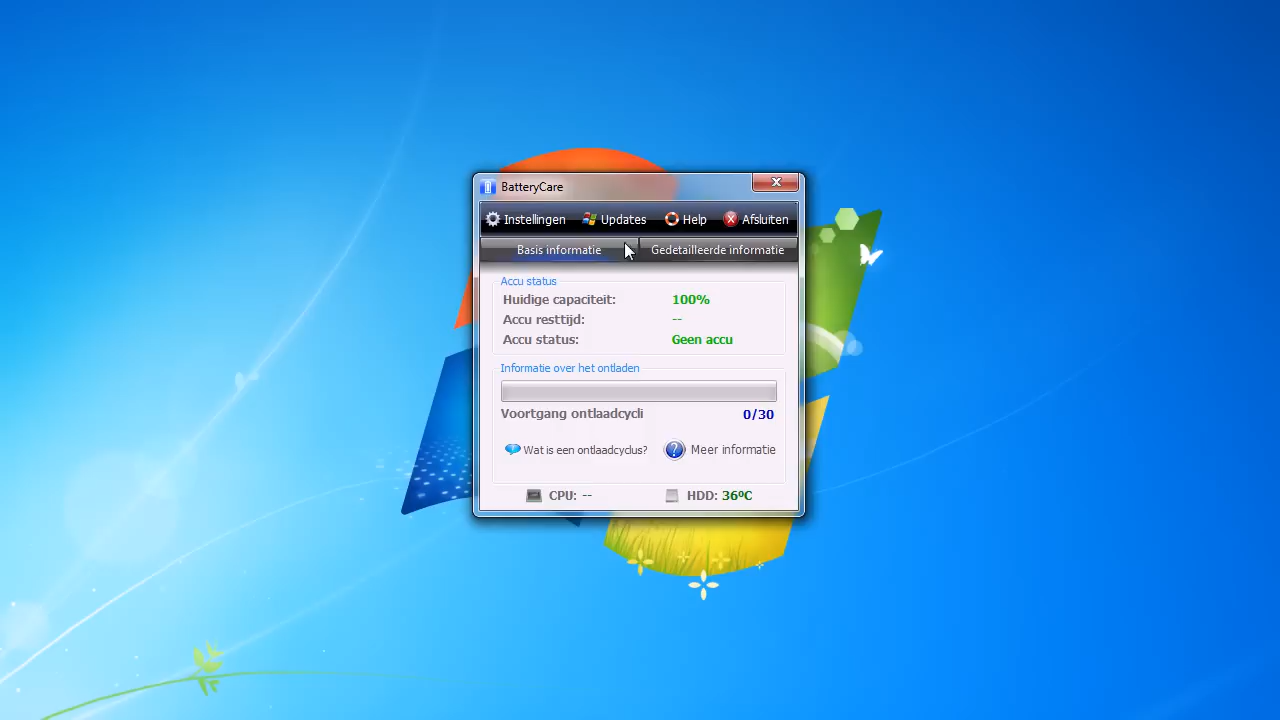 BatteryCare
Instellingen Updates Help Afsluiten
Basis informatie Gedetailleerde informatie
Accu status
Huidige capaciteit: 100%
Accu resttijd: --
Accu status: Geen accu
Informatie over het ontladen
Voortgang ontlaadcycli 0/30
Wat is een ontlaadcyclus? Meer informatie
CPU: -- HDD: 36ºC